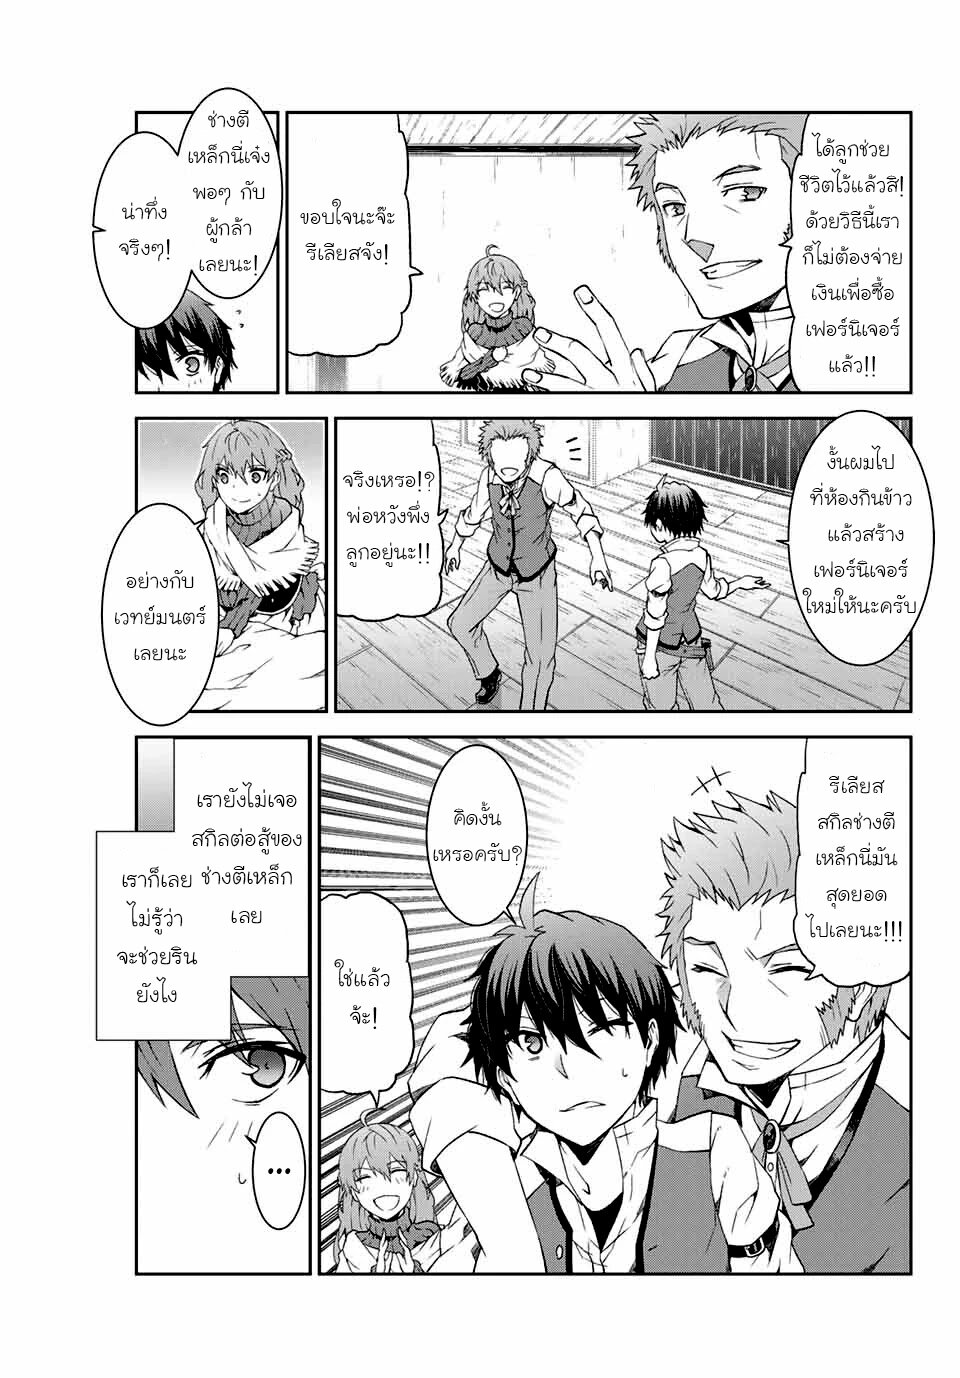 ได้ลูกช่วย
ชีวิตไว้แล้วสิ!
ด้วยวิธีนี้เรา
ก็ไม่ต้องจ่าย
เงินเพื่อซื้อ
เฟอร์นิเจอร์
แล้ว!!
ขอบใจนะจ๊ะ
รีเลียสจัง!
ช่างตี
เหล็กนี่เจ๋ง
พอๆ กับ
ผู้กล้า
เลยนะ!
น่าทึ่ง
จริงๆ!
งั้นผมไป
ที่ห้องกินข้าว
แล้วสร้าง
เฟอร์นิเจอร์
ใหม่ให้นะครับ
จริงเหรอ!?
พ่อหวังพึ่ง
ลูกอยู่นะ!!
อย่างกับ
เวทย์มนตร์
เลยนะ
รีเลียส
สกิลช่างตี
เหล็กนี่มัน
สุดยอด
ไปเลยนะ!!!
คิดงั้น
เหรอครับ?
ใช่แล้ว
จ้ะ!
เรายังไม่เจอ
สกิลต่อสู้ของ
ช่างตีเหล็ก
เลย
เราก็เลย
ไม่รู้ว่า
จะช่วยริน
ยังไง
...